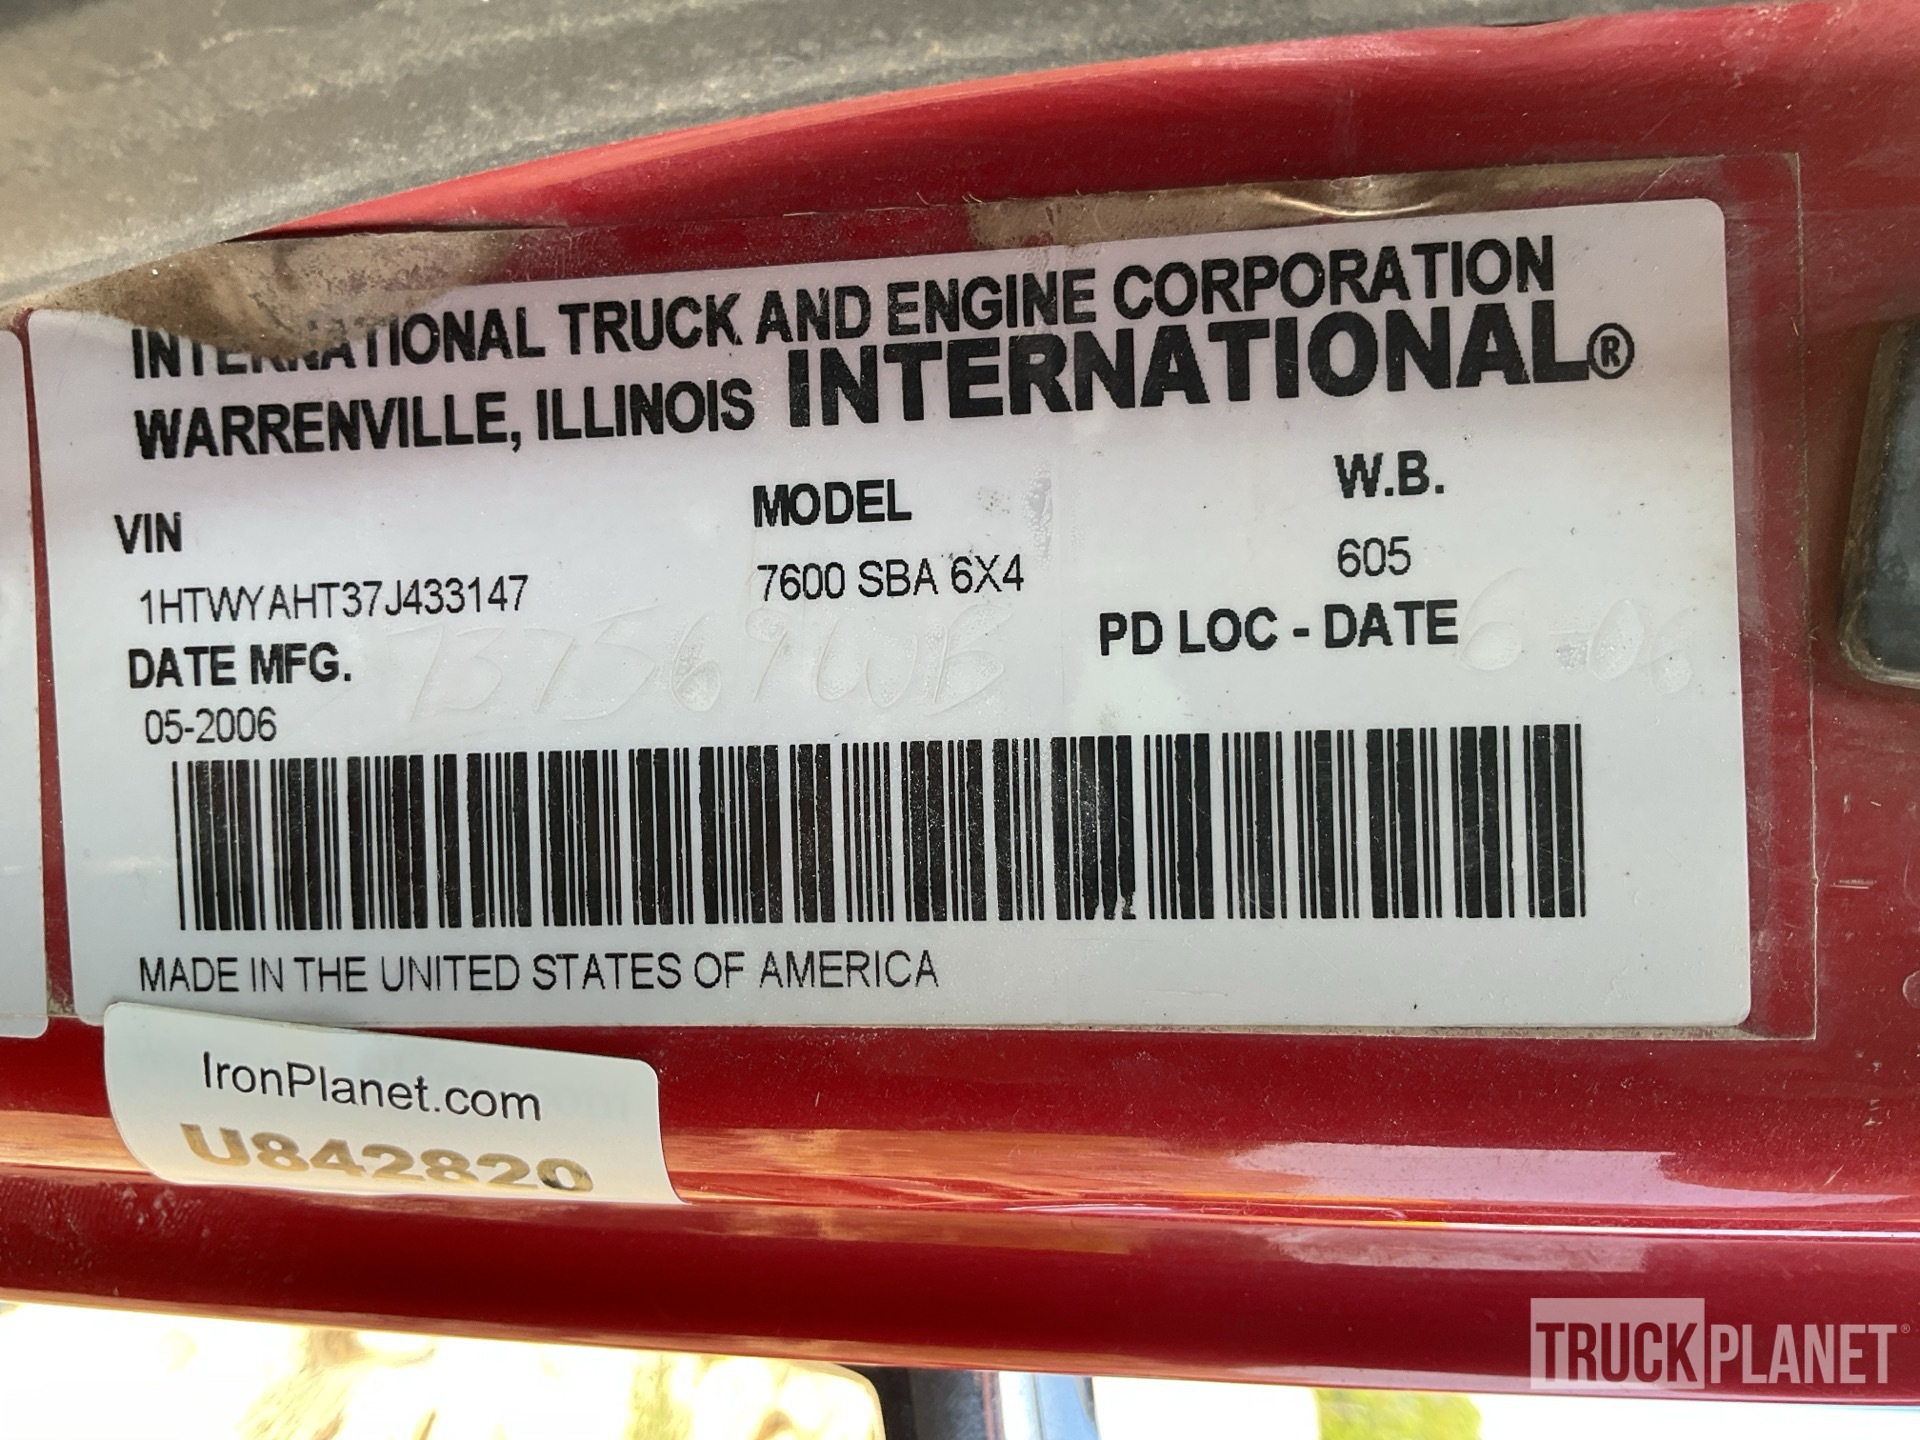 INTERNATIONAL TRUCK AND ENGINE CORPORATION
WARRENVILLE, ILLINOIS INTERNATIONAL®
VIN MODEL W.B.
1HTWYAHT37J433147 7600 SBA 6X4 605
DATE MFG. PD LOC - DATE
05-2006
MADE IN THE UNITED STATES OF AMERICA
IronPlanet.com
U842820
TRUCKPLANET®